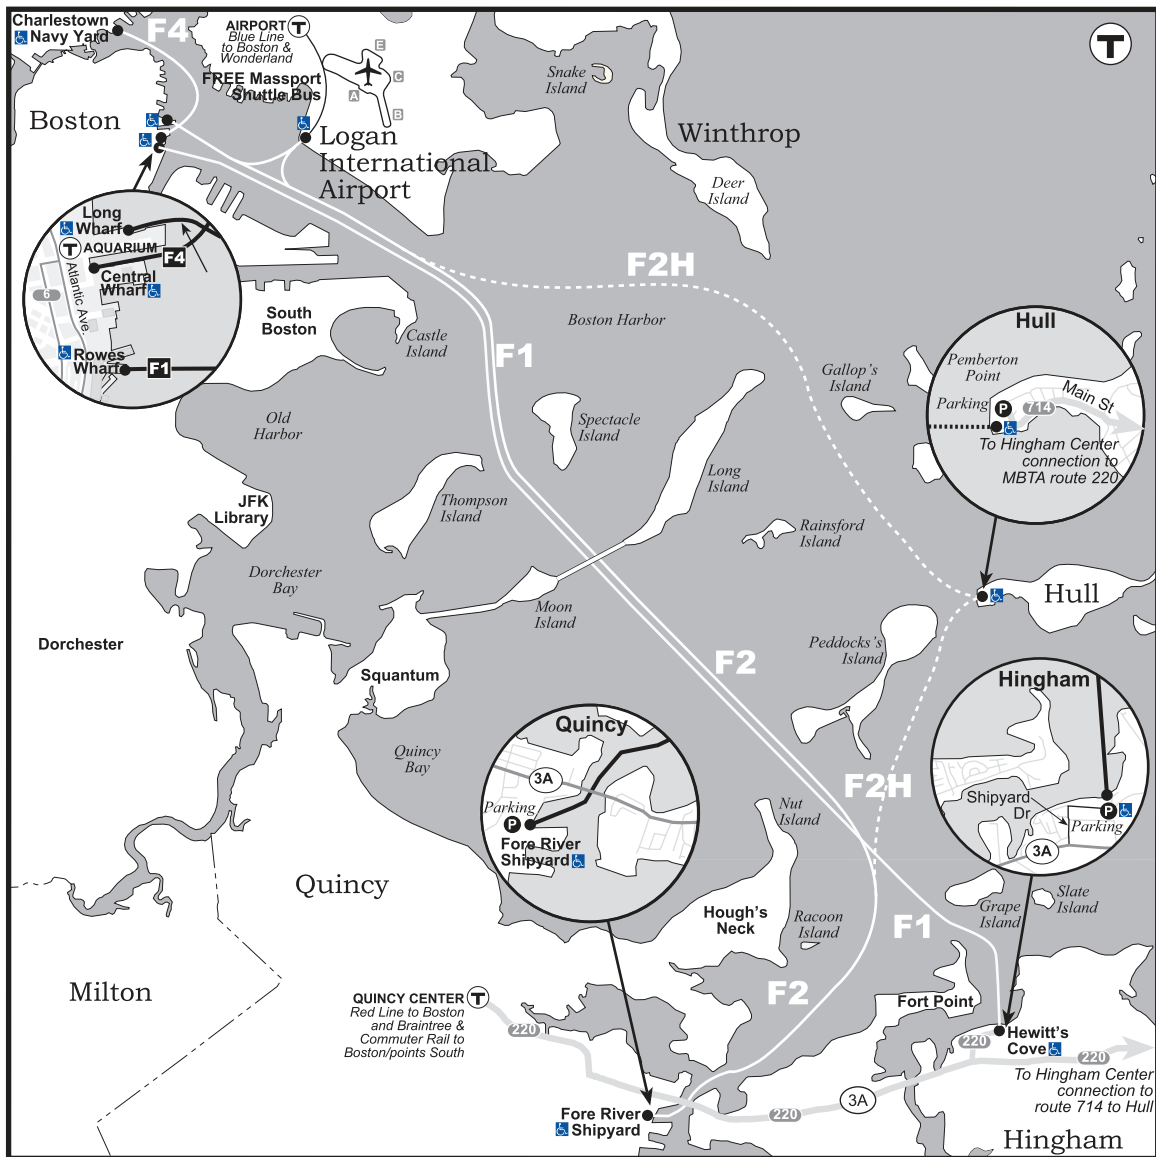 Charlestown
Navy Yard
F4
AIRPORT T
Blue Line
to Boston &
Wonderland
FREE Massport
Shuttle Bus
E
C
A
B
Snake
Island
T
Boston
Logan
International
Airport
Winthrop
Deer
Island
Long
Wharf
T AQUARIUM
F4
Central
Wharf
6
Atlantic Ave.
Rowes
Wharf
F1
F2H
South
Boston
Castle
Island
Boston Harbor
F1
Hull
Pemberton
Point
Parking
P
714
Main St
To Hingham Center
connection to
MBTA route 220
Gallop's
Island
Old
Harbor
Spectacle
Island
Long
Island
JFK
Library
Thompson
Island
Rainsford
Island
Dorchester
Bay
Moon
Island
Hull
Dorchester
Squantum
F2
Peddocks's
Island
Hingham
Shipyard
Dr
P
Parking
3A
Quincy
3A
Parking
P
Fore River
Shipyard
Quincy
Bay
F2H
Nut
Island
Quincy
Hough's
Neck
Racoon
Island
F1
Grape
Island
Slate
Island
Milton
F2
Fort Point
QUINCY CENTER T
Red Line to Boston
and Braintree &
Commuter Rail to
Boston/points South
220
Hewitt's
Cove
220
220
To Hingham Center
connection to
route 714 to Hull
3A
220
Fore River
Shipyard
Hingham